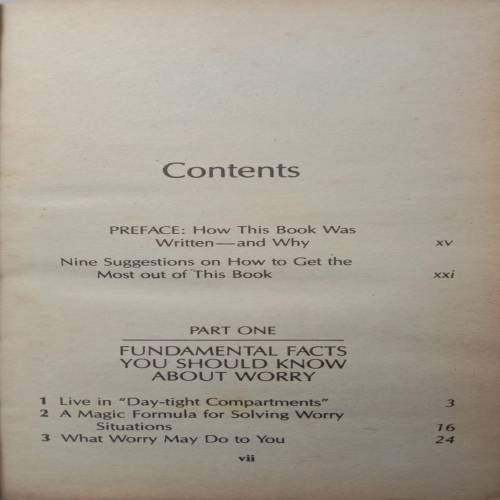 Contents
PREFACE: How This Book Was
Written—and Why xv
Nine Suggestions on How to Get the
Most out of This Book xxi
PART ONE
FUNDAMENTAL FACTS
YOU SHOULD KNOW
ABOUT WORRY
1 Live in "Day-tight Compartments" 3
2 A Magic Formula for Solving Worry
Situations 16
3 What Worry May Do to You 24
vii